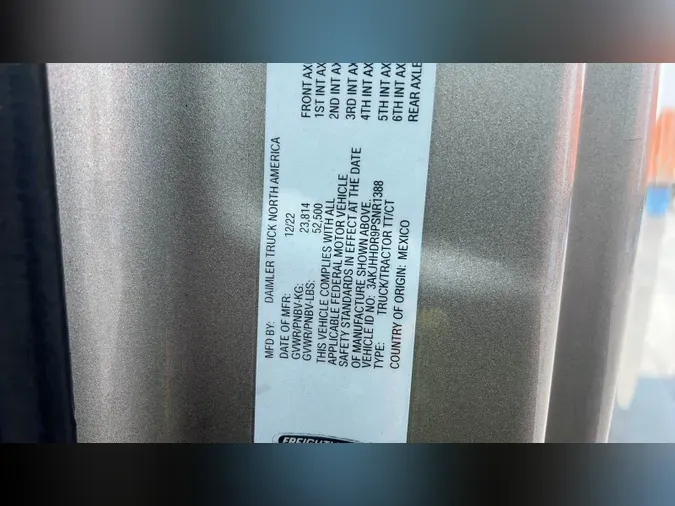 MFD BY: DAIMLER TRUCK NORTH AMERICA
DATE OF MFR: 12/22
GVWR/PNBV-KG: 23,814
GVWR/PNBV-LBS: 52,500
THIS VEHICLE COMPLIES WITH ALL
APPLICABLE FEDERAL MOTOR VEHICLE
SAFETY STANDARDS IN EFFECT AT THE DATE
OF MANUFACTURE SHOWN ABOVE.
VEHICLE ID NO: 3AKJHHDR9PSNR1388
TYPE: TRUCK/TRACTOR TT/CT
COUNTRY OF ORIGIN: MEXICO
FRONT AX
1ST INT AX
2ND INT AX
3RD INT AX
4TH INT AX
5TH INT AX
6TH INT AX
REAR AXLE